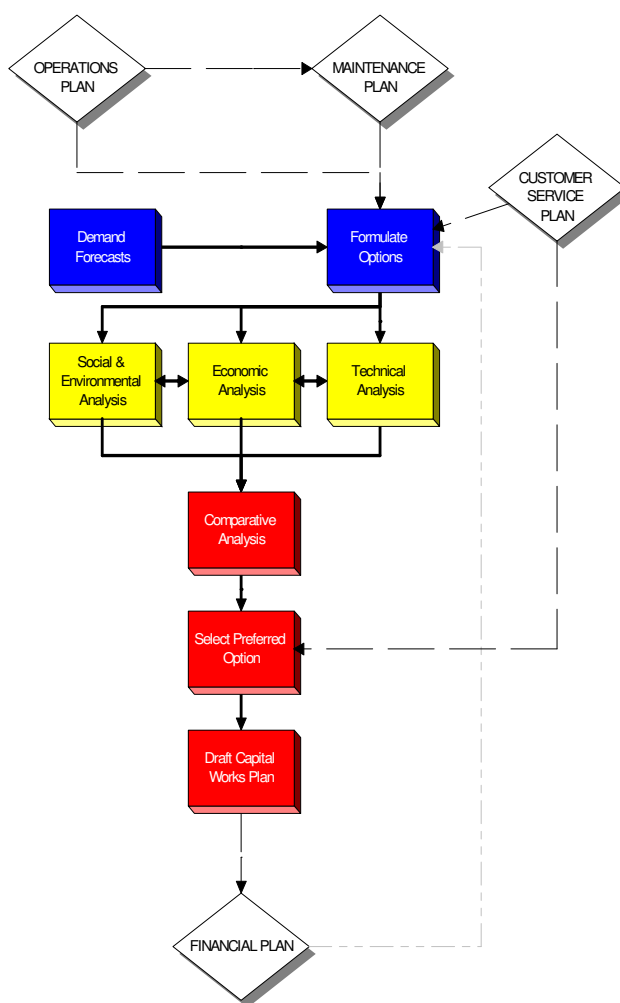 OPERATIONS
PLAN
MAINTENANCE
PLAN
CUSTOMER
SERVICE
PLAN
Demand
Forecasts
Formulate
Options
Social &
Environmental
Analysis
Economic
Analysis
Technical
Analysis
Comparative
Analysis
Select Preferred
Option
Draft Capital
Works Plan
FINANCIAL PLAN